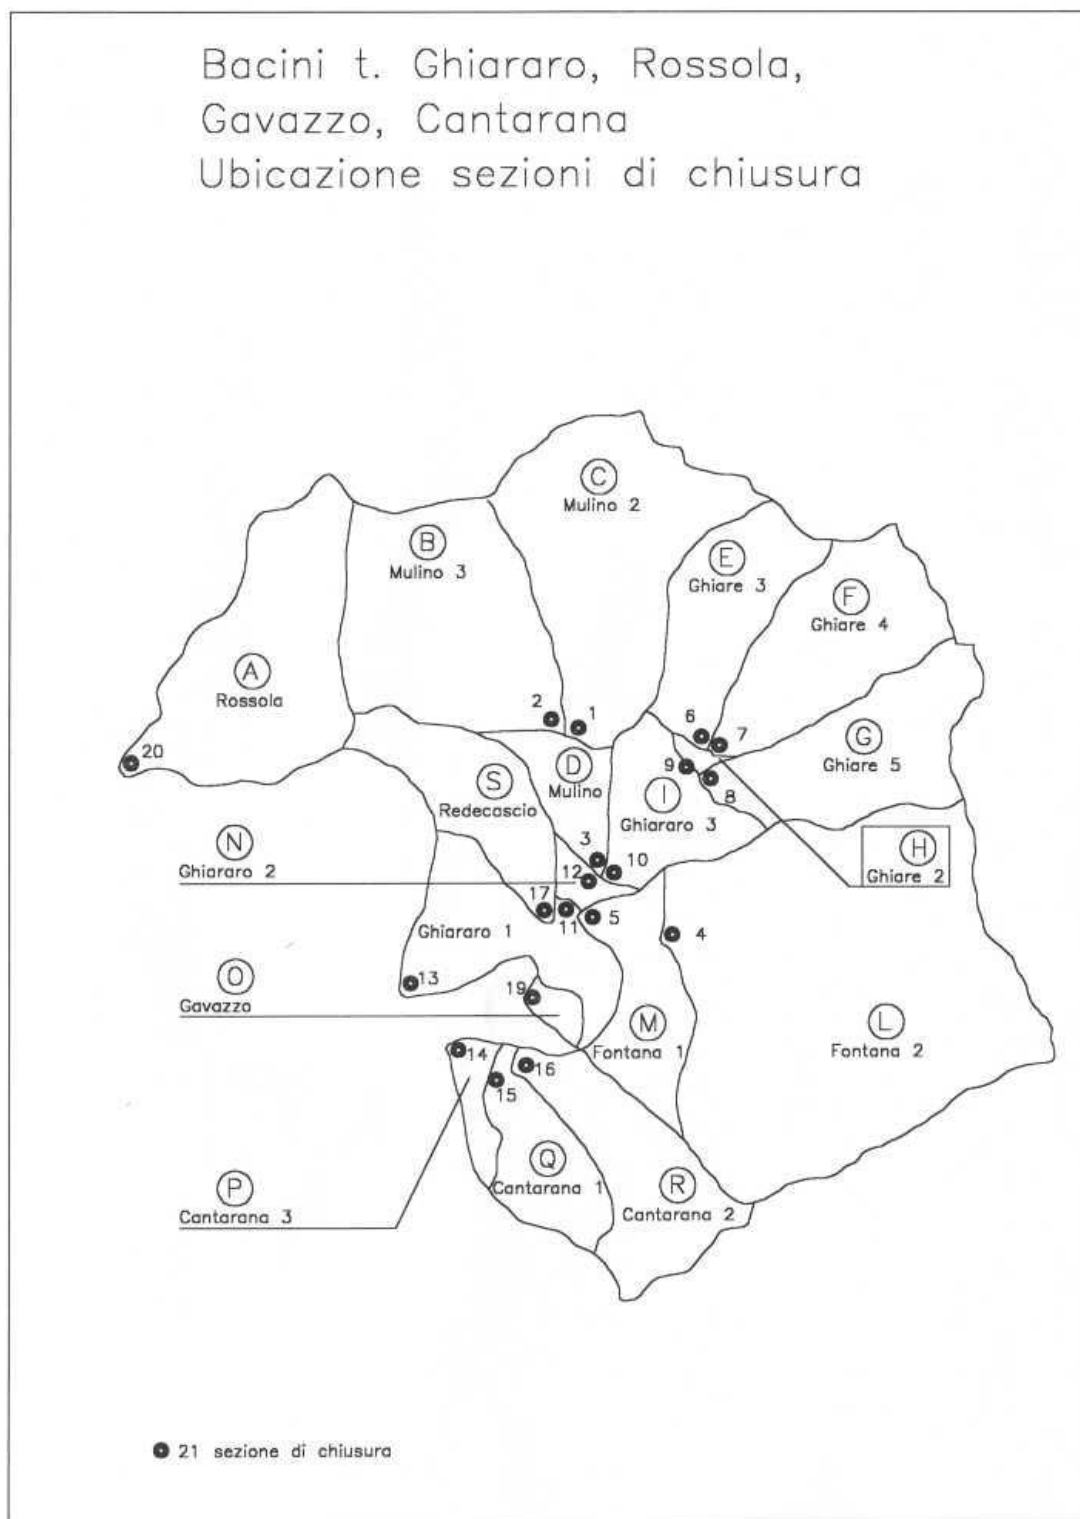 Bacini t. Ghiararo, Rossola,
Gavazzo, Cantarana
Ubicazione sezioni di chiusura
C
Mulino 2
B
Mulino 3
E
Ghiare 3
F
Ghiare 4
A
Rossola
2
1
6
7
G
Ghiare 5
20
9
8
D
Mulino
S
Redecascio
I
Ghiararo 3
N
Ghiararo 2
3
10
12
H
Ghiare 2
17
11
5
4
Ghiararo 1
13
O
Gavazzo
19
M
Fontana 1
L
Fontana 2
14
16
15
Q
Cantarana 1
R
Cantarana 2
P
Cantarana 3
21 sezione di chiusura